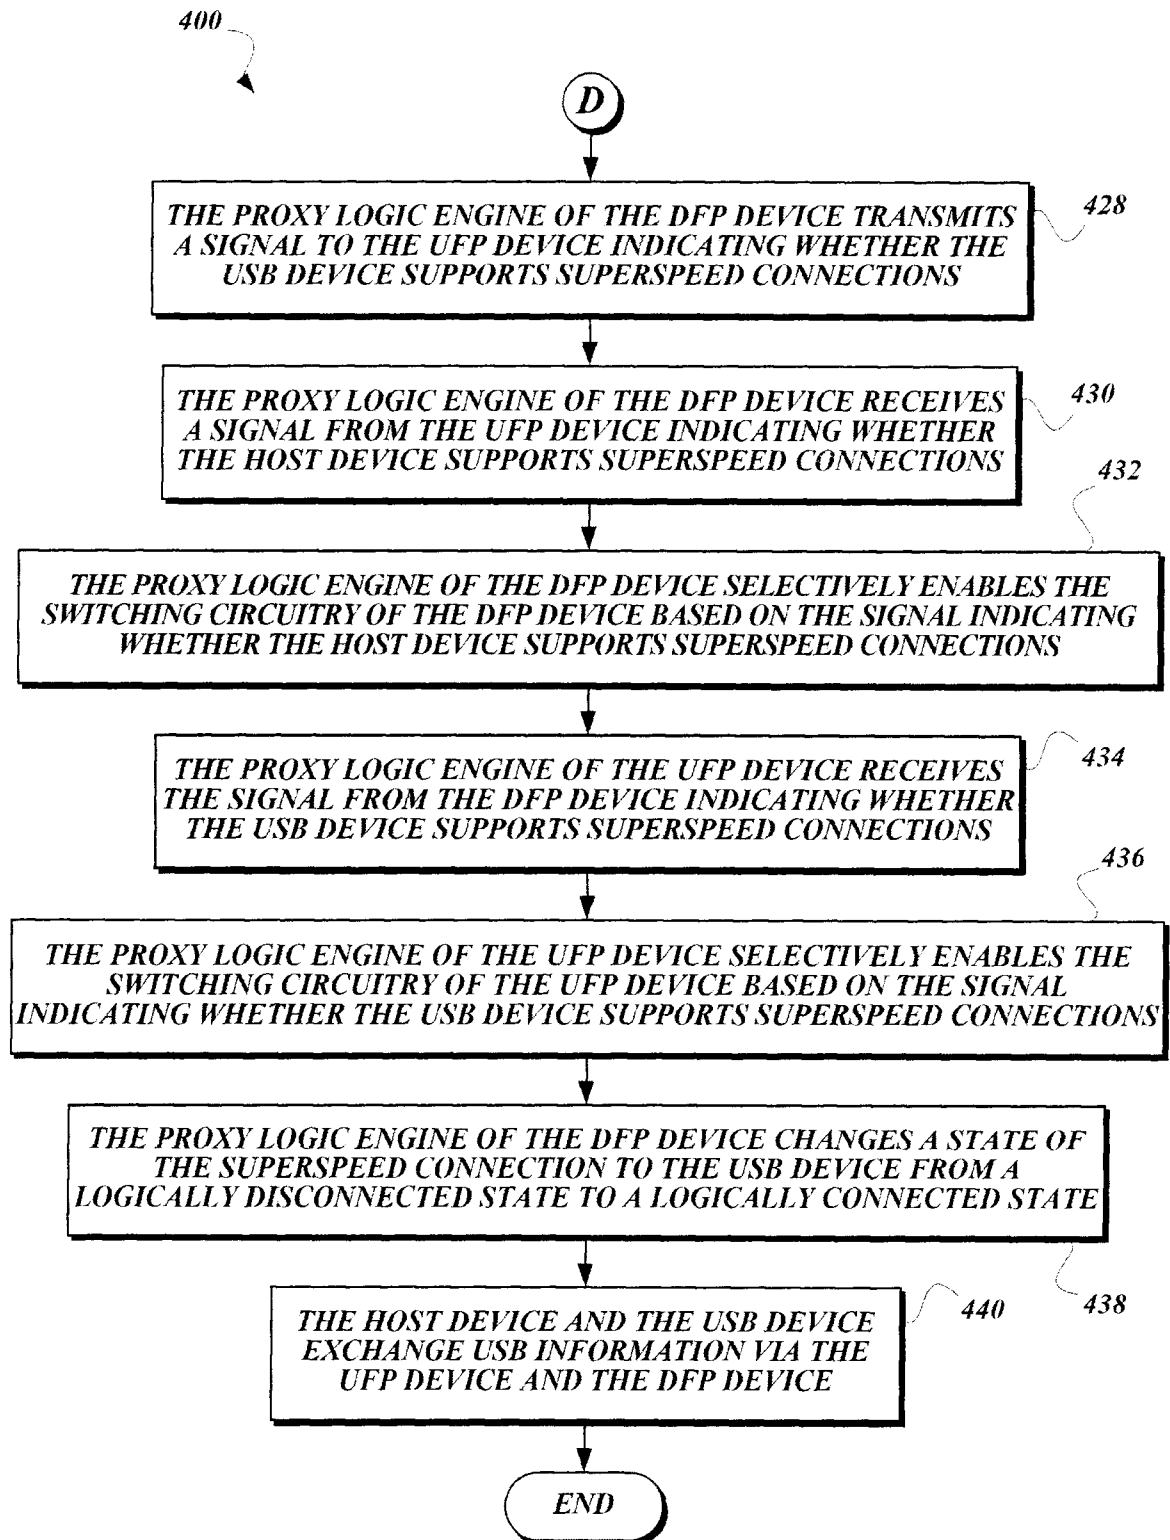 400
D
THE PROXY LOGIC ENGINE OF THE DFP DEVICE TRANSMITS
A SIGNAL TO THE UFP DEVICE INDICATING WHETHER THE
USB DEVICE SUPPORTS SUPERSPEED CONNECTIONS
428
THE PROXY LOGIC ENGINE OF THE DFP DEVICE RECEIVES
A SIGNAL FROM THE UFP DEVICE INDICATING WHETHER
THE HOST DEVICE SUPPORTS SUPERSPEED CONNECTIONS
430
432
THE PROXY LOGIC ENGINE OF THE DFP DEVICE SELECTIVELY ENABLES THE
SWITCHING CIRCUITRY OF THE DFP DEVICE BASED ON THE SIGNAL INDICATING
WHETHER THE HOST DEVICE SUPPORTS SUPERSPEED CONNECTIONS
THE PROXY LOGIC ENGINE OF THE UFP DEVICE RECEIVES
THE SIGNAL FROM THE DFP DEVICE INDICATING WHETHER
THE USB DEVICE SUPPORTS SUPERSPEED CONNECTIONS
434
436
THE PROXY LOGIC ENGINE OF THE UFP DEVICE SELECTIVELY ENABLES THE
SWITCHING CIRCUITRY OF THE UFP DEVICE BASED ON THE SIGNAL
INDICATING WHETHER THE USB DEVICE SUPPORTS SUPERSPEED CONNECTIONS
THE PROXY LOGIC ENGINE OF THE DFP DEVICE CHANGES A STATE OF
THE SUPERSPEED CONNECTION TO THE USB DEVICE FROM A
LOGICALLY DISCONNECTED STATE TO A LOGICALLY CONNECTED STATE
438
THE HOST DEVICE AND THE USB DEVICE
EXCHANGE USB INFORMATION VIA THE
UFP DEVICE AND THE DFP DEVICE
440
END